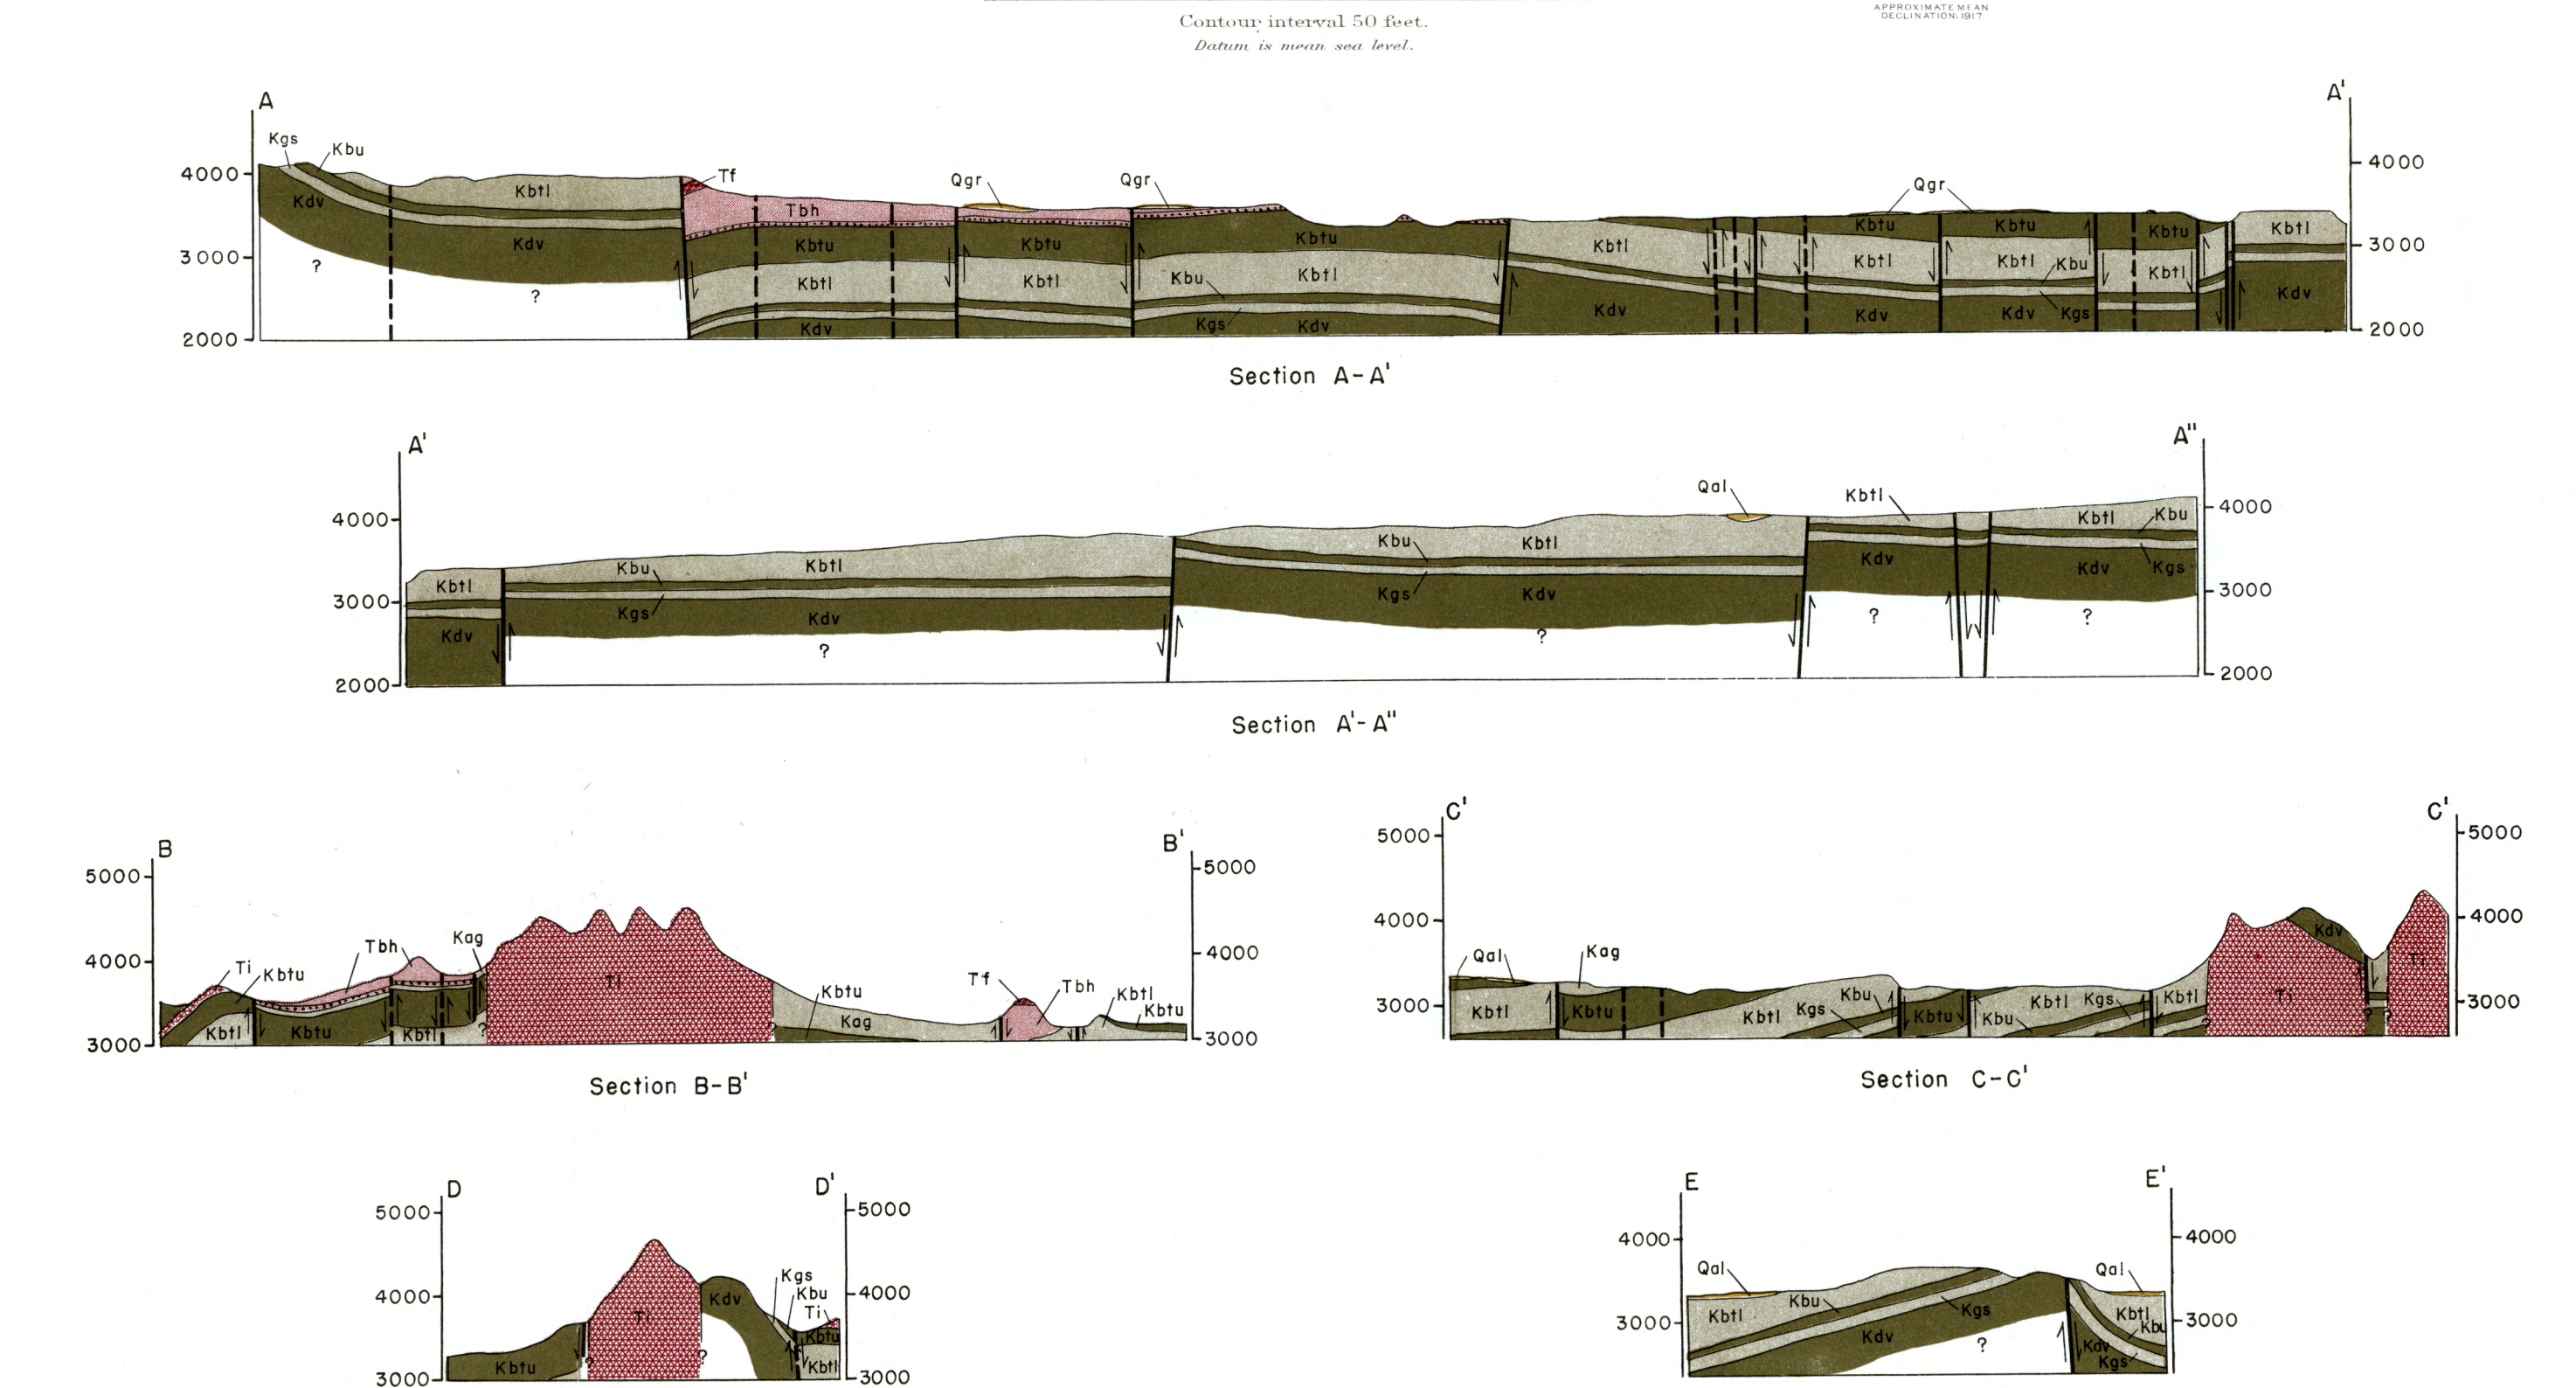 Contour interval 50 feet.
Datum is mean sea level.
APPROXIMATE MEAN
DECLINATION, 1917
A
A'
Kgs
Kbu
4000
3000
2000
Kdv
?
Kbtl
Kdv
?
Tf
Tbh
Kbtu
Kbtl
Kdv
Qgr
Kbtu
Kbtl
Qgr
Kbtu
Kbtl
Kbu
Kgs
Kdv
Kbtl
Kdv
Qgr
Kbtu
Kbtl
Kdv
Kbtu
Kbtl
Kbu
Kdv
Kgs
Kbtu
Kbtl
Kbtl
Kdv
4000
3000
2000
Section A-A'
A'
A"
4000
3000
2000
Kbtl
Kdv
Kbu
Kbtl
Kgs
Kdv
?
Kbu
Kbtl
Kgs
Kdv
?
Qal
Kbtl
Kdv
?
Kbtl
Kbu
Kdv
Kgs
?
4000
3000
2000
Section A'-A"
B
B'
5000
4000
3000
Ti
Kbtu
Kbtl
Tbh
Kbtu
Kag
Kbtl
?
Ti
?
Kbtu
Kag
Tf
Tbh
Kbtl
Kbtu
5000
4000
3000
Section B-B'
C'
C'
5000
4000
3000
Qal
Kag
Kbtl
Kbtu
Kbtl
Kgs
Kbu
Kbtu
Kbu
Kbtl
Kgs
Kbtl
?
Ti
Kdv
?
?
Ti
5000
4000
3000
Section C-C'
D
D'
5000
4000
3000
Kbtu
?
Ti
?
Kdv
Kgs
Kbu
Ti
Kbtu
Kbtl
5000
4000
3000
E
E'
4000
3000
Qal
Kbtl
Kbu
Kgs
Kdv
?
Qal
Kbtl
Kbu
Kdv
Kgs
4000
3000